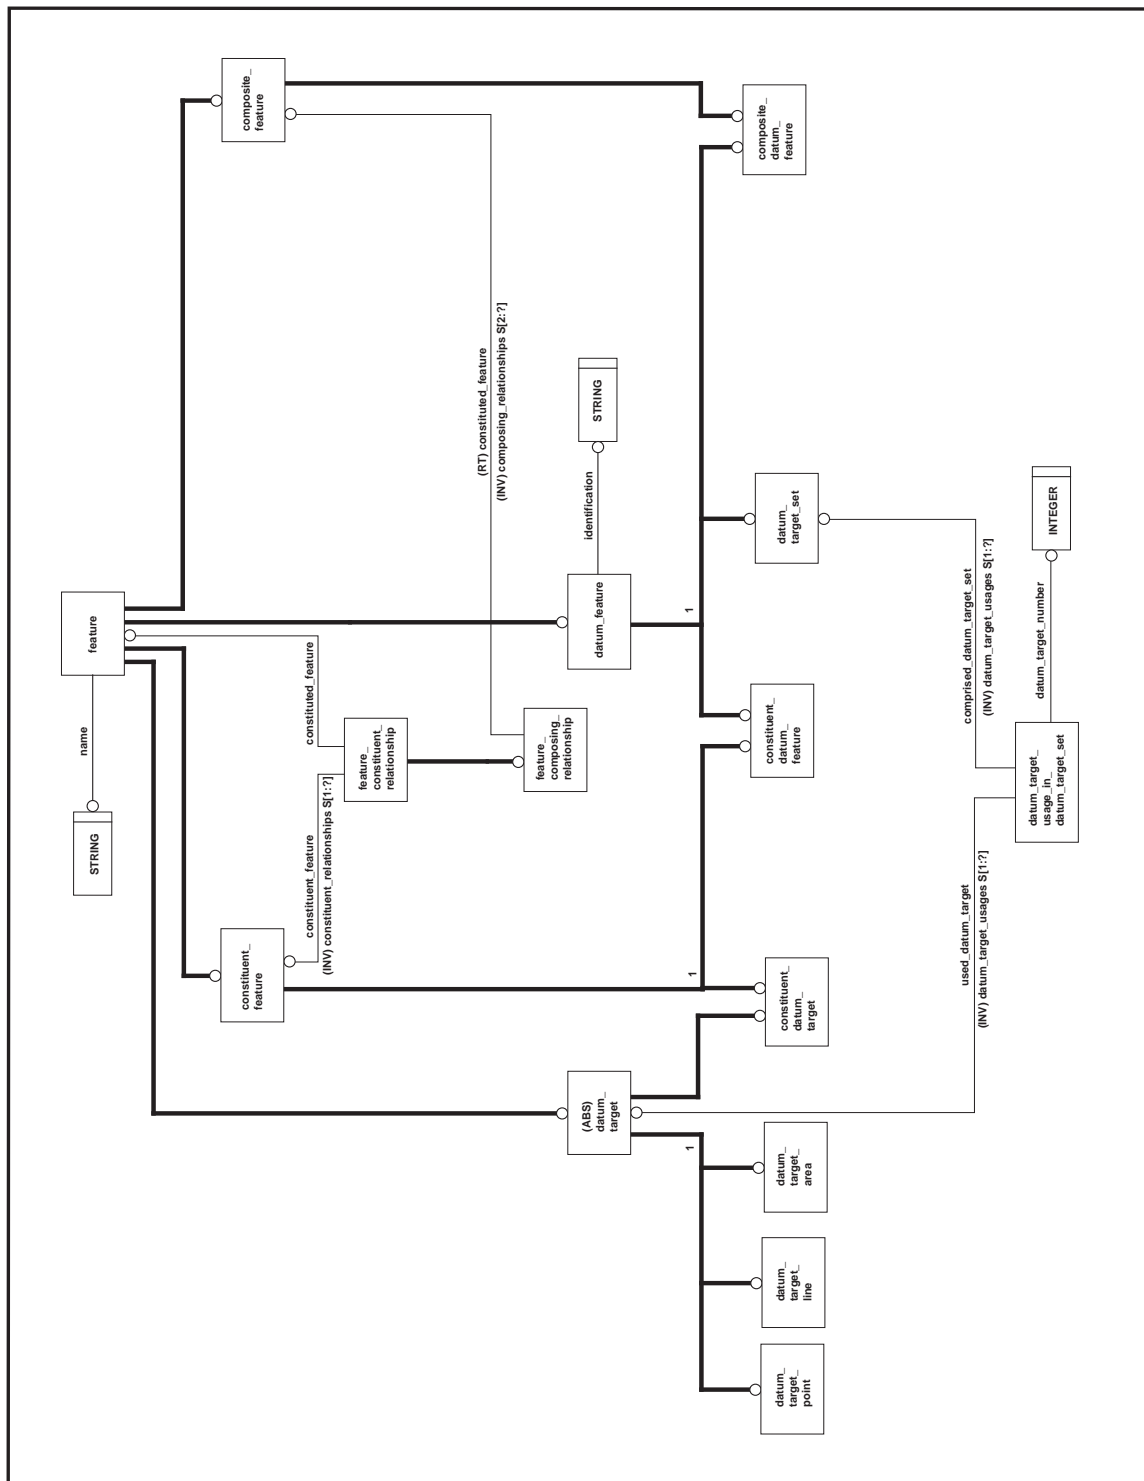 feature
name
STRING
composite_
feature
constituent_
feature
constituent_feature
(INV) constituent_relationships S[1:?]
constituted_feature
feature_
constituent_
relationship
feature_
composing_
relationship
(RT) constituted_feature
(INV) composing_relationships S[2:?]
(ABS)
datum_
target
datum_feature
identification
STRING
1
1
1
datum_
target_
point
datum_
target_
line
datum_
target_
area
constituent_
datum_
target
constituent_
datum_
feature
datum_
target_set
composite_
datum_
feature
used_datum_target
(INV) datum_target_usages S[1:?]
comprised_datum_target_set
(INV) datum_target_usages S[1:?]
datum_target_
usage_in_
datum_target_set
datum_target_number
INTEGER